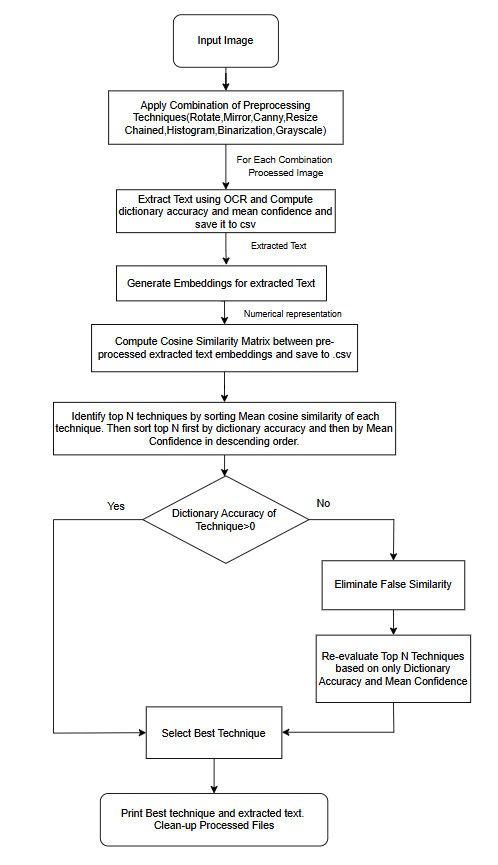 Input Image
Apply Combination of Preprocessing
Techniques(Rotate,Mirror,Canny,Resize
Chained,Histogram,Binarization,Grayscale)
For Each Combination
Processed Image
Extract Text using OCR and Compute
dictionary accuracy and mean confidence and
save it to csv
Extracted Text
Generate Embeddings for extracted Text
Numerical representation
Compute Cosine Similarity Matrix between pre-
processed extracted text embeddings and save to .csv
Identify top N techniques by sorting Mean cosine similarity of each
technique. Then sort top N first by dictionary accuracy and then by Mean
Confidence in descending order.
Yes
No
Dictionary Accuracy of
Technique>0
Eliminate False Similarity
Re-evaluate Top N Techniques
based on only Dictionary
Accuracy and Mean Confidence
Select Best Technique
Print Best technique and extracted text.
Clean-up Processed Files